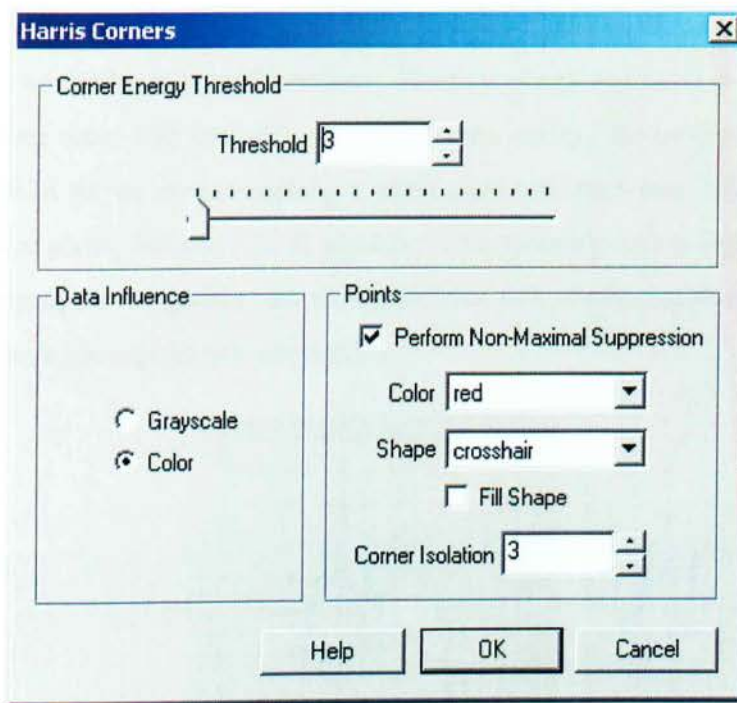 Harris Corners
Corner Energy Threshold
Threshold 3
Data Influence
Grayscale
Color
Points
Perform Non-Maximal Suppression
Color red
Shape crosshair
Fill Shape
Corner Isolation 3
Help OK Cancel